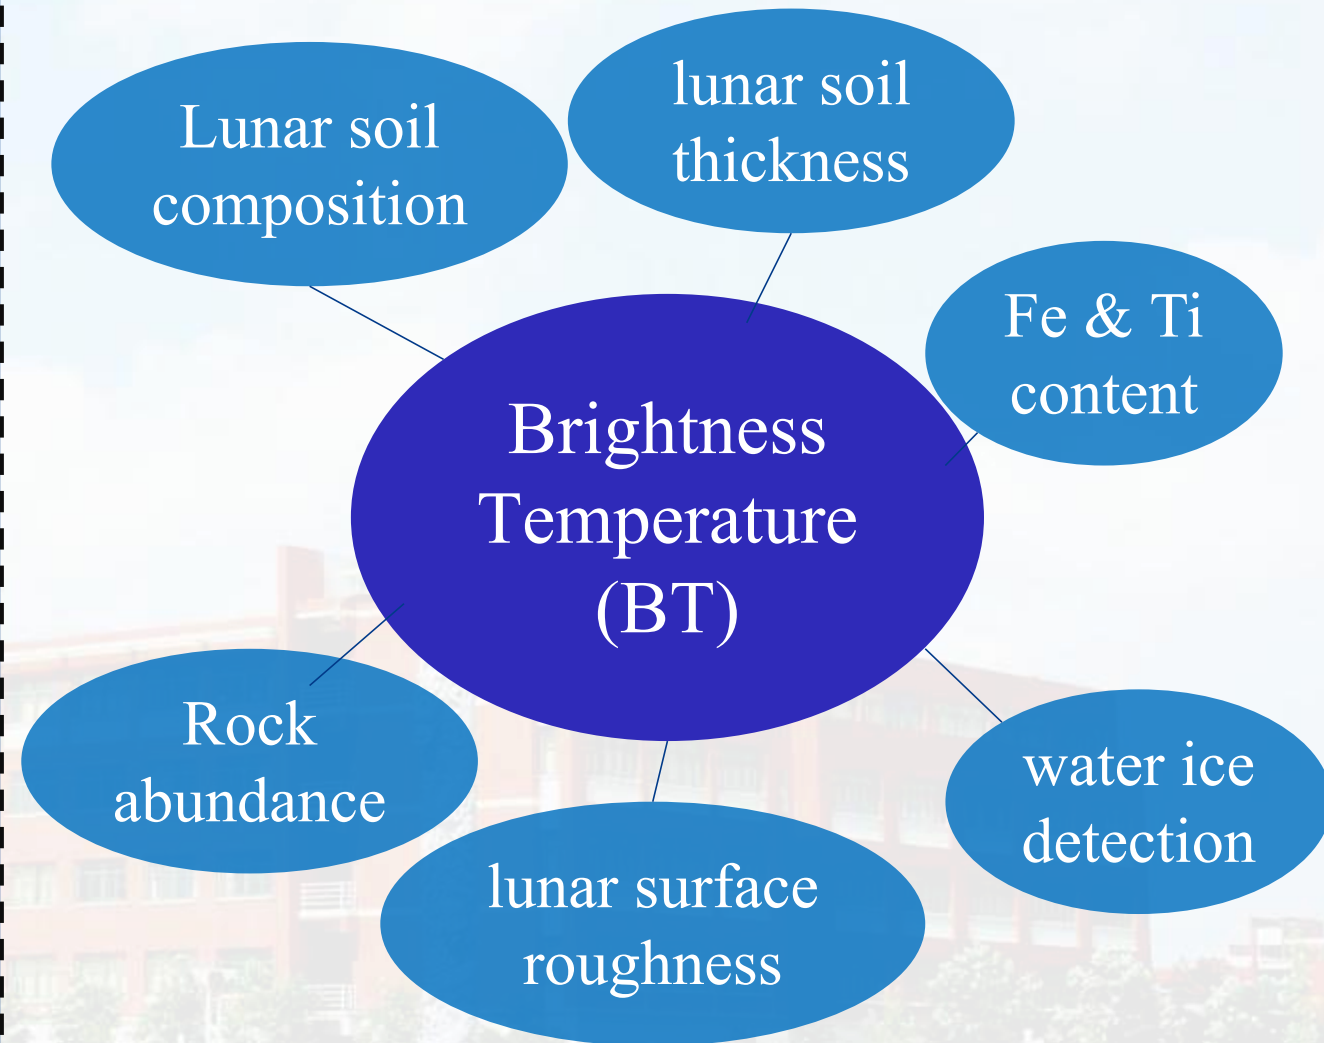 Lunar soil
composition
lunar soil
thickness
Fe & Ti
content
Brightness
Temperature
(BT)
Rock
abundance
water ice
detection
lunar surface
roughness